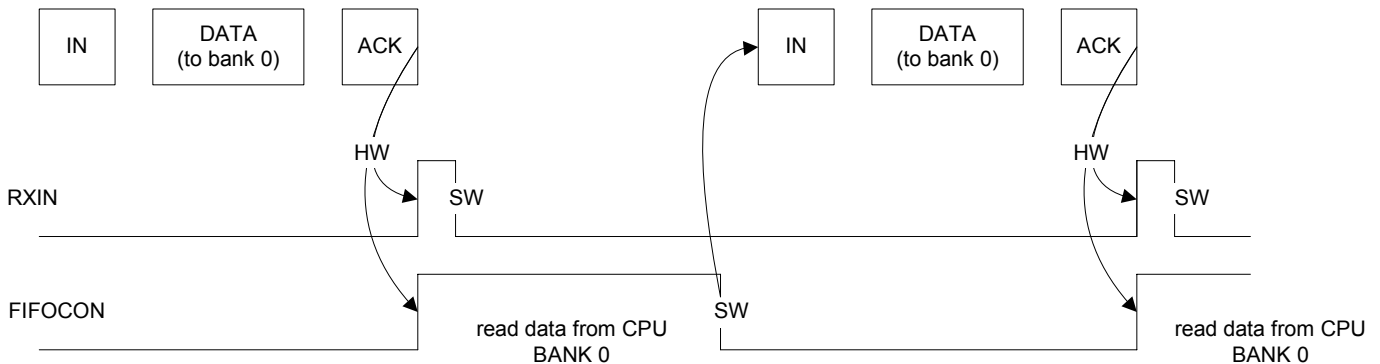 IN
DATA
(to bank 0)
ACK
IN
DATA
(to bank 0)
ACK
HW
HW
RXIN
SW
SW
FIFOCON
SW
read data from CPU
BANK 0
read data from CPU
BANK 0